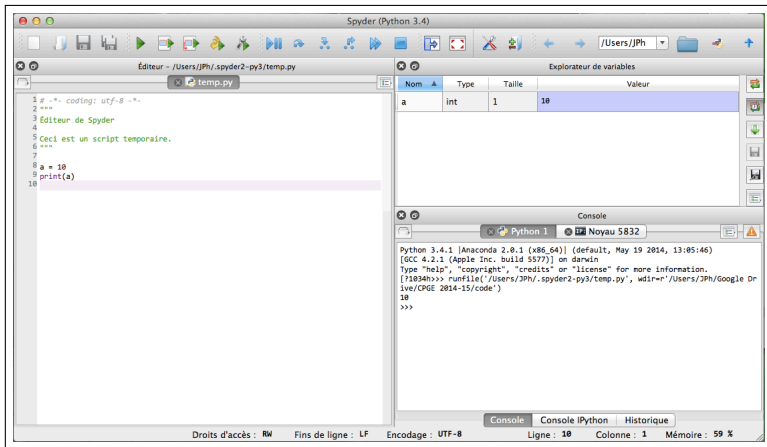 Spyder (Python 3.4)
/Users/JPh
Éditeur – /Users/JPh/.spyder2-py3/temp.py
temp.py
1 # -*- coding: utf-8 -*-
2 """
3 Éditeur de Spyder
4
5 Ceci est un script temporaire.
6 """
7
8 a = 10
9 print(a)
10
Explorateur de variables
Nom Type Taille Valeur
a int 1 10
Console
Python 1 IP: Noyau 5832
Python 3.4.1 |Anaconda 2.0.1 (x86_64)| (default, May 19 2014, 13:05:46)
[GCC 4.2.1 (Apple Inc. build 5577)] on darwin
Type "help", "copyright", "credits" or "license" for more information.
[?1034h>>> runfile('/Users/JPh/.spyder2-py3/temp.py', wdir=r'/Users/JPh/Google Dr
ive/CPGE 2014-15/code')
10
>>>
Console Console IPython Historique
Droits d'accès : RW Fins de ligne : LF Encodage : UTF-8 Ligne : 10 Colonne : 1 Mémoire : 59 %